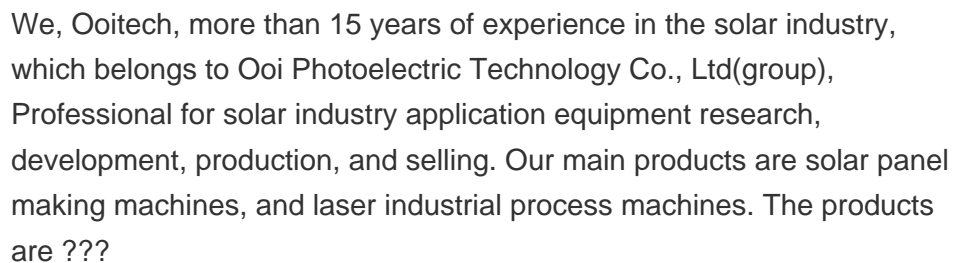 We, Ooitech, more than 15 years of experience in the solar industry,
which belongs to Ooi Photoelectric Technology Co., Ltd(group),
Professional for solar industry application equipment research,
development, production, and selling. Our main products are solar panel
making machines, and laser industrial process machines. The products
are ???